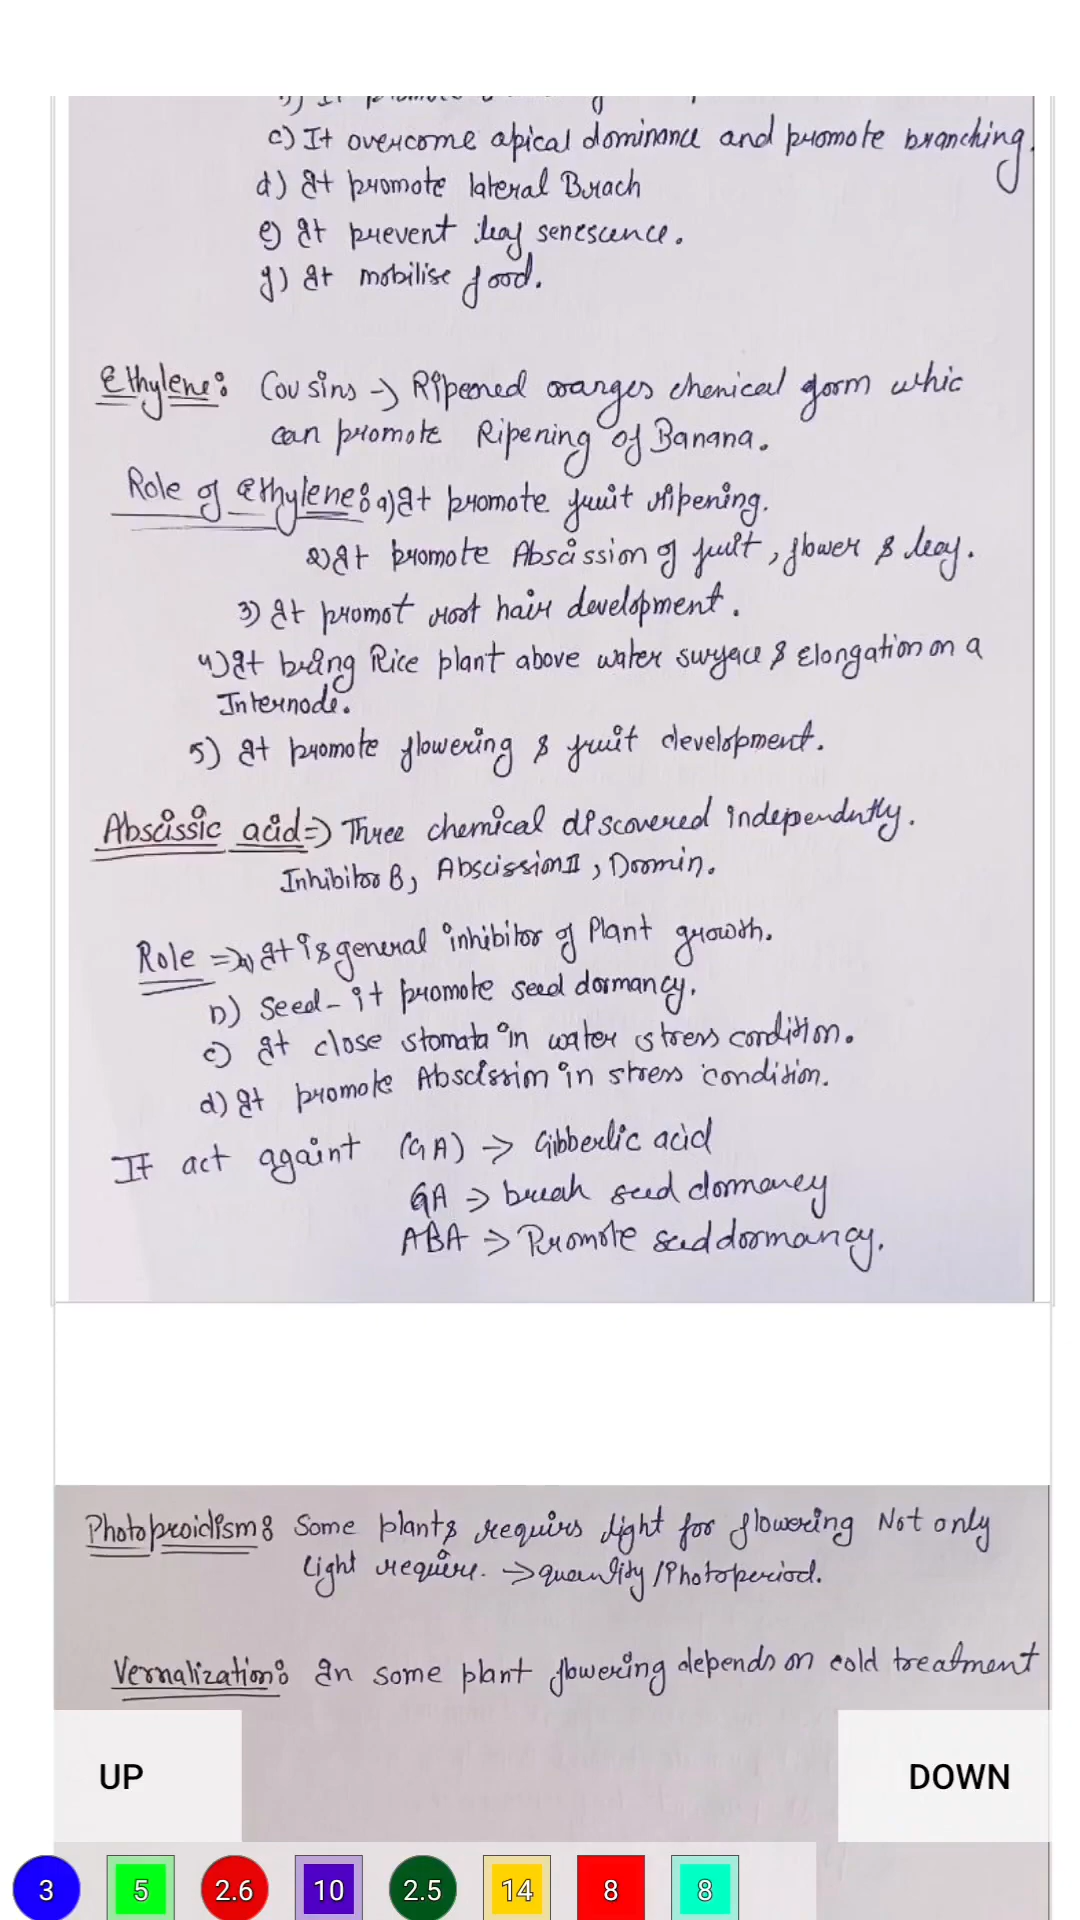 c) It overcome apical dominance and promote branching.
d) It promote lateral Brach
e) It prevent leaf senescence.
f) It mobilise food.
Ethylene: Cousins → Ripened oranges chemical form whic
can promote Ripening of Banana.
Role of Ethylene: a) It promote fruit ripening.
2) It promote Abscission of fruit, flower & leaf.
3) It promot root hair development.
4) It bring Rice plant above water surface & Elongation on a
Internode.
5) It promote flowering & fruit development.
Abscissic acid ⇒ Three chemical discovered independntly.
Inhibitor B, Abscission II, Dormin.
Role ⇒ a) It is general inhibitor of Plant growth.
b) Seed - it promote seed dormancy.
c) It close stomata in water stress condition.
d) It promote Abscission in stress condition.
It act againt (GA) → Gibberlic acid
GA ⇒ break seed dormancy
ABA ⇒ Promote seed dormancy.
Photoproidism: Some plants requirs light for flowering Not only
light require. → quantity / Photoperiod.
Vernalization: In some plant flowering depends on cold treatment
UP DOWN
3 5 2.6 10 2.5 14 8 8